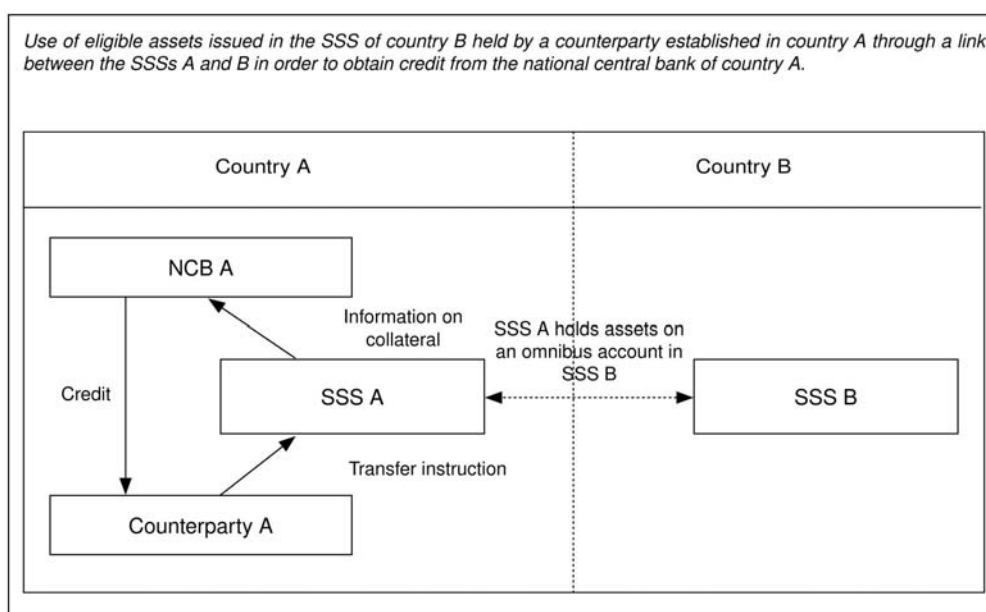 Use of eligible assets issued in the SSS of country B held by a counterparty established in country A through a link
between the SSSs A and B in order to obtain credit from the national central bank of country A.
Country A
Country B
NCB A
Information on
collateral
SSS A holds assets on
an omnibus account in
SSS B
Credit
SSS A
SSS B
Transfer instruction
Counterparty A